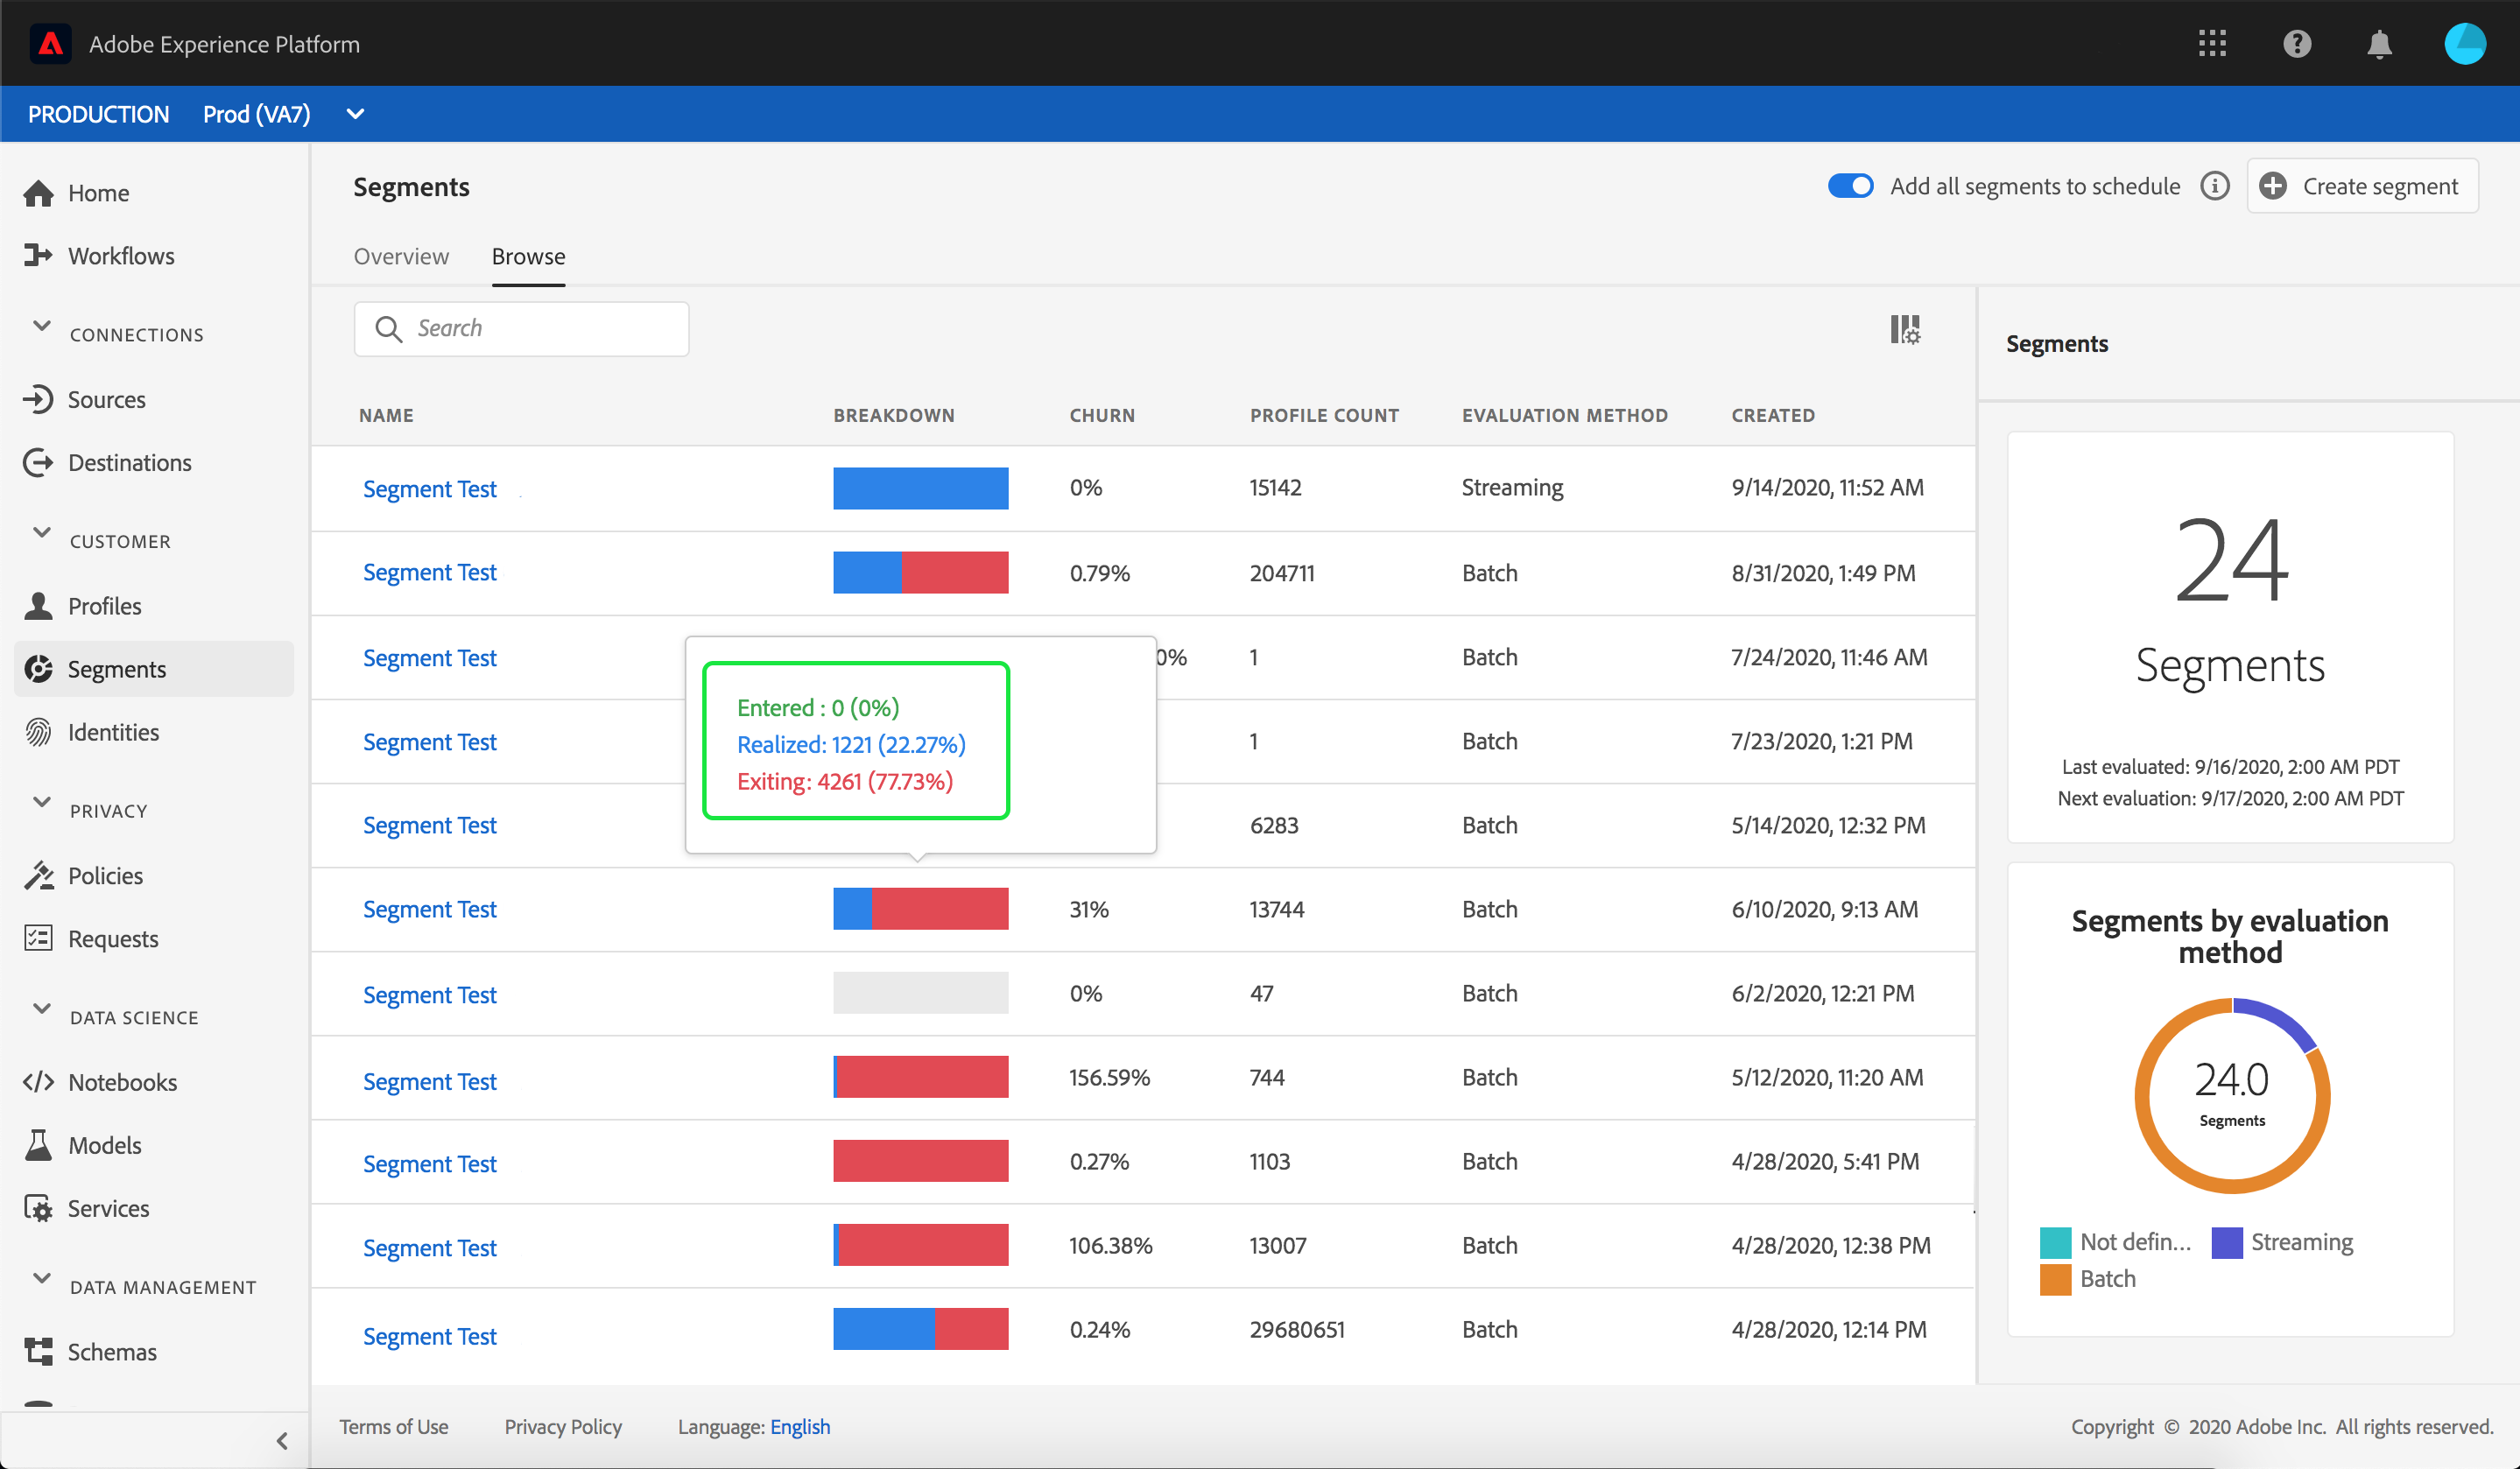 Adobe Experience Platform
PRODUCTION Prod (VA7)
Home
Workflows
CONNECTIONS
Sources
Destinations
CUSTOMER
Profiles
Segments
Identities
PRIVACY
Policies
Requests
DATA SCIENCE
Notebooks
Models
Services
DATA MANAGEMENT
Schemas
Segments
Add all segments to schedule
Create segment
Overview Browse
Search
NAME BREAKDOWN CHURN PROFILE COUNT EVALUATION METHOD CREATED
Segment Test 0% 15142 Streaming 9/14/2020, 11:52 AM
Segment Test 0.79% 204711 Batch 8/31/2020, 1:49 PM
Segment Test 0% 1 Batch 7/24/2020, 11:46 AM
Segment Test 1 Batch 7/23/2020, 1:21 PM
Segment Test 6283 Batch 5/14/2020, 12:32 PM
Entered : 0 (0%)
Realized: 1221 (22.27%)
Exiting: 4261 (77.73%)
Segment Test 31% 13744 Batch 6/10/2020, 9:13 AM
Segment Test 0% 47 Batch 6/2/2020, 12:21 PM
Segment Test 156.59% 744 Batch 5/12/2020, 11:20 AM
Segment Test 0.27% 1103 Batch 4/28/2020, 5:41 PM
Segment Test 106.38% 13007 Batch 4/28/2020, 12:38 PM
Segment Test 0.24% 29680651 Batch 4/28/2020, 12:14 PM
Segments
24
Segments
Last evaluated: 9/16/2020, 2:00 AM PDT
Next evaluation: 9/17/2020, 2:00 AM PDT
Segments by evaluation
method
24.0
Segments
Not defin... Streaming
Batch
Terms of Use Privacy Policy Language: English
Copyright © 2020 Adobe Inc. All rights reserved.